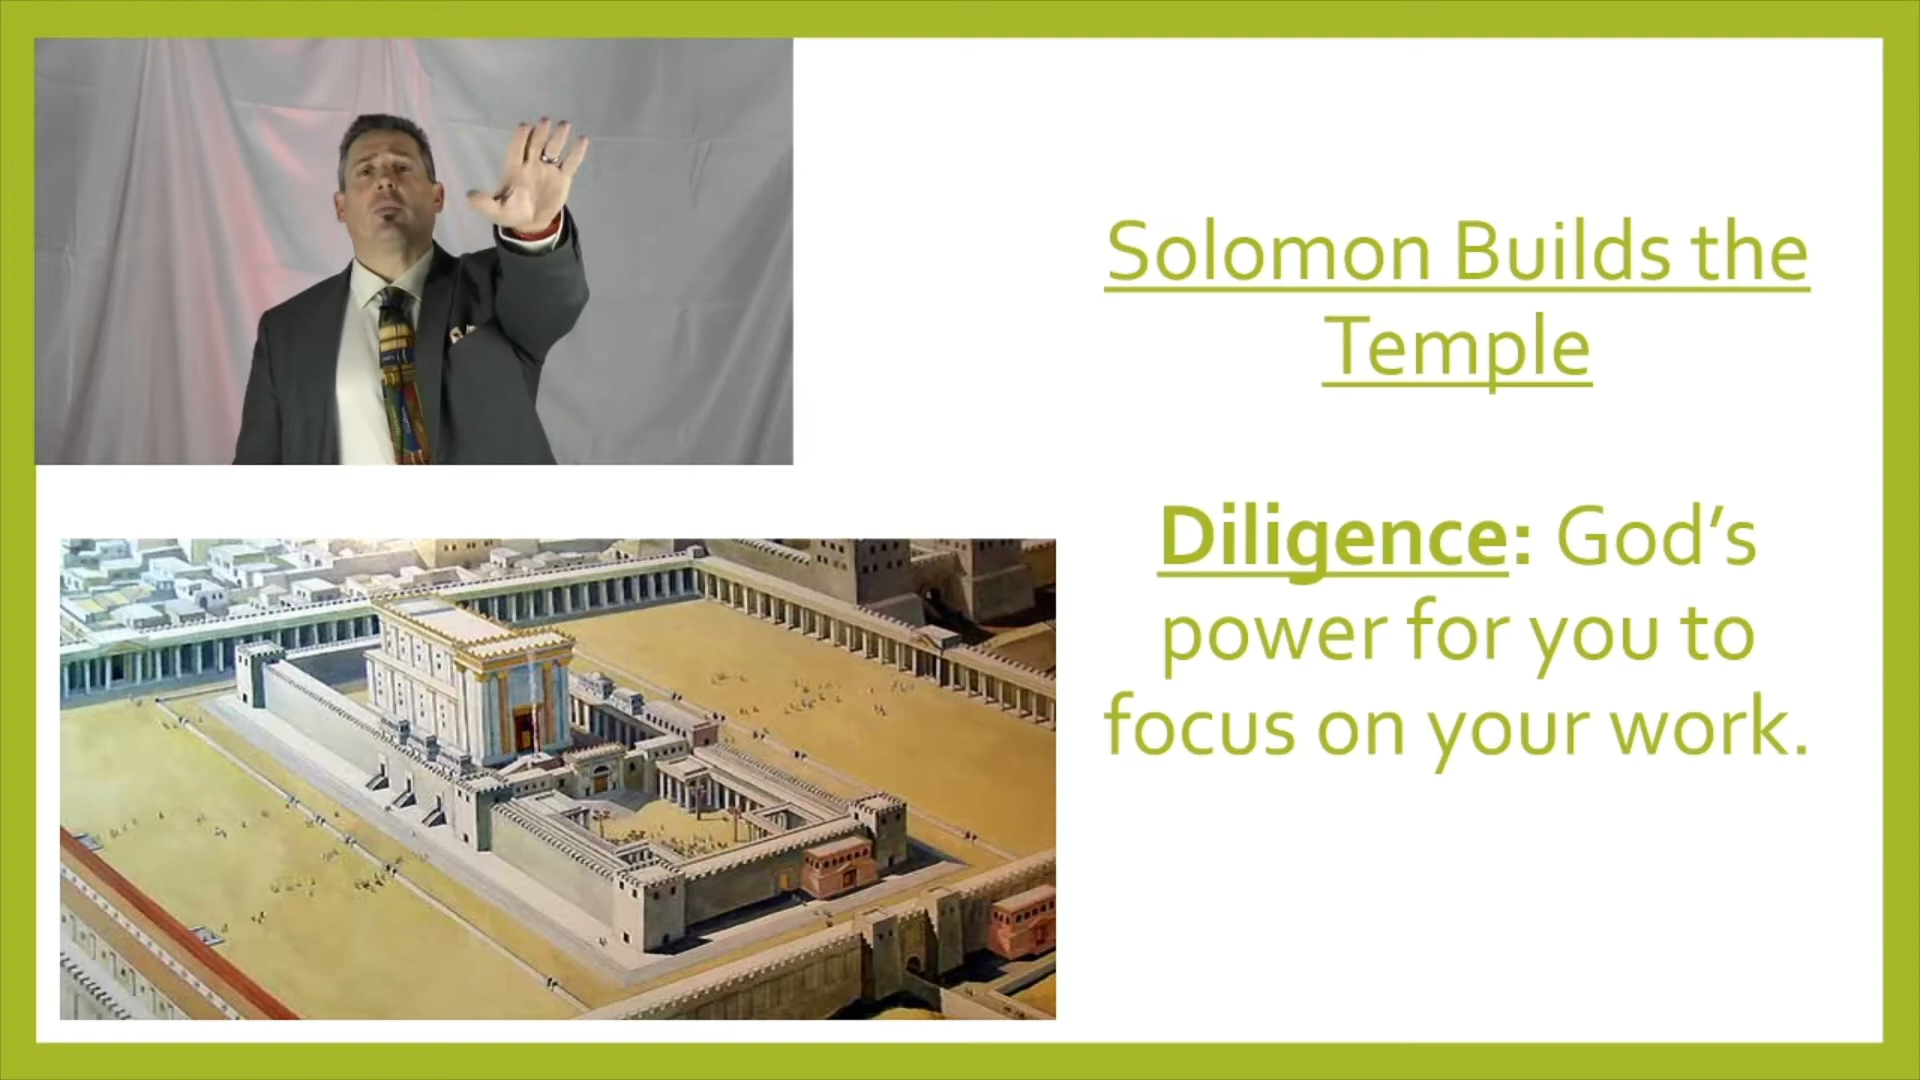 Solomon Builds the
Temple
Diligence: God’s
power for you to
focus on your work.